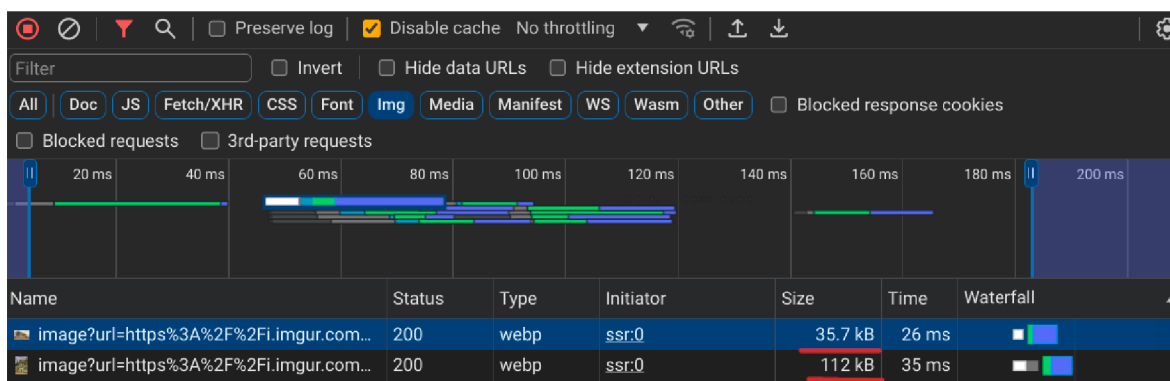 Preserve log Disable cache No throttling
Filter Invert Hide data URLs Hide extension URLs
All Doc JS Fetch/XHR CSS Font Img Media Manifest WS Wasm Other Blocked response cookies
Blocked requests 3rd-party requests
20 ms 40 ms 60 ms 80 ms 100 ms 120 ms 140 ms 160 ms 180 ms 200 ms
Name Status Type Initiator Size Time Waterfall
image?url=https%3A%2F%2Fi.imgur.com... 200 webp ssr:0 35.7 kB 26 ms
image?url=https%3A%2F%2Fi.imgur.com... 200 webp ssr:0 112 kB 35 ms